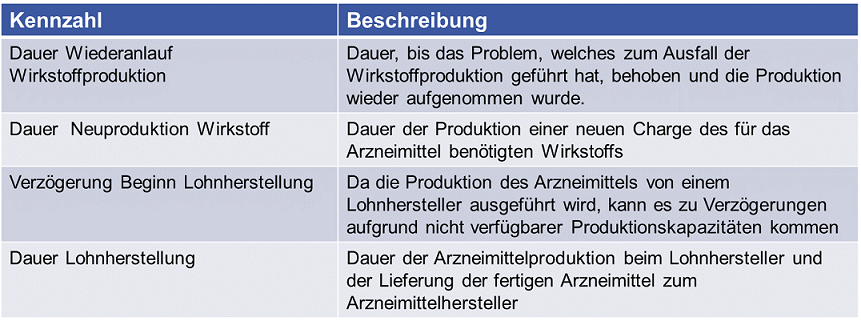 Kennzahl
Beschreibung
Dauer Wiederanlauf
Wirkstoffproduktion
Dauer, bis das Problem, welches zum Ausfall der
Wirkstoffproduktion geführt hat, behoben und die Produktion
wieder aufgenommen wurde.
Dauer Neuproduktion Wirkstoff
Dauer der Produktion einer neuen Charge des für das
Arzneimittel benötigten Wirkstoffs
Verzögerung Beginn Lohnherstellung
Da die Produktion des Arzneimittels von einem
Lohnhersteller ausgeführt wird, kann es zu Verzögerungen
aufgrund nicht verfügbarer Produktionskapazitäten kommen
Dauer Lohnherstellung
Dauer der Arzneimittelproduktion beim Lohnhersteller und
der Lieferung der fertigen Arzneimittel zum
Arzneimittelhersteller